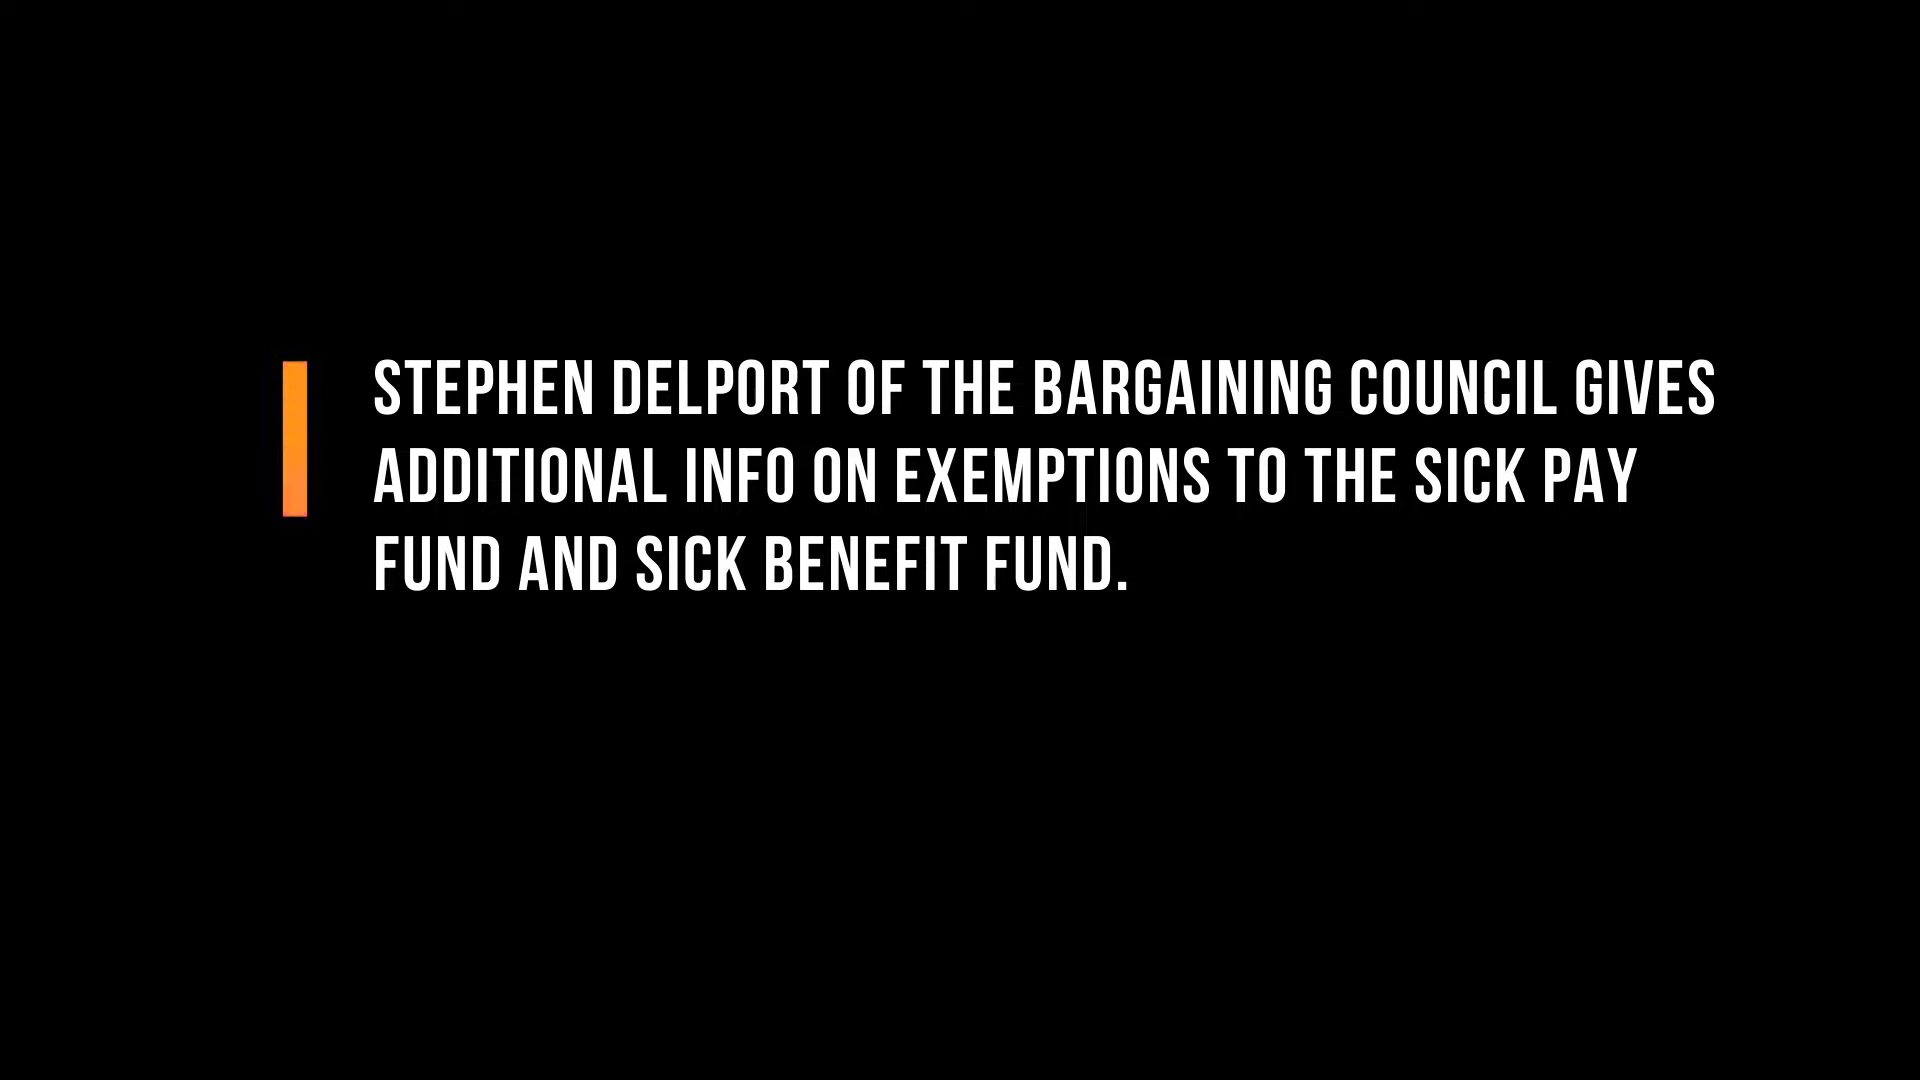 STEPHEN DELPORT OF THE BARGAINING COUNCIL GIVES
ADDITIONAL INFO ON EXEMPTIONS TO THE SICK PAY
FUND AND SICK BENEFIT FUND.